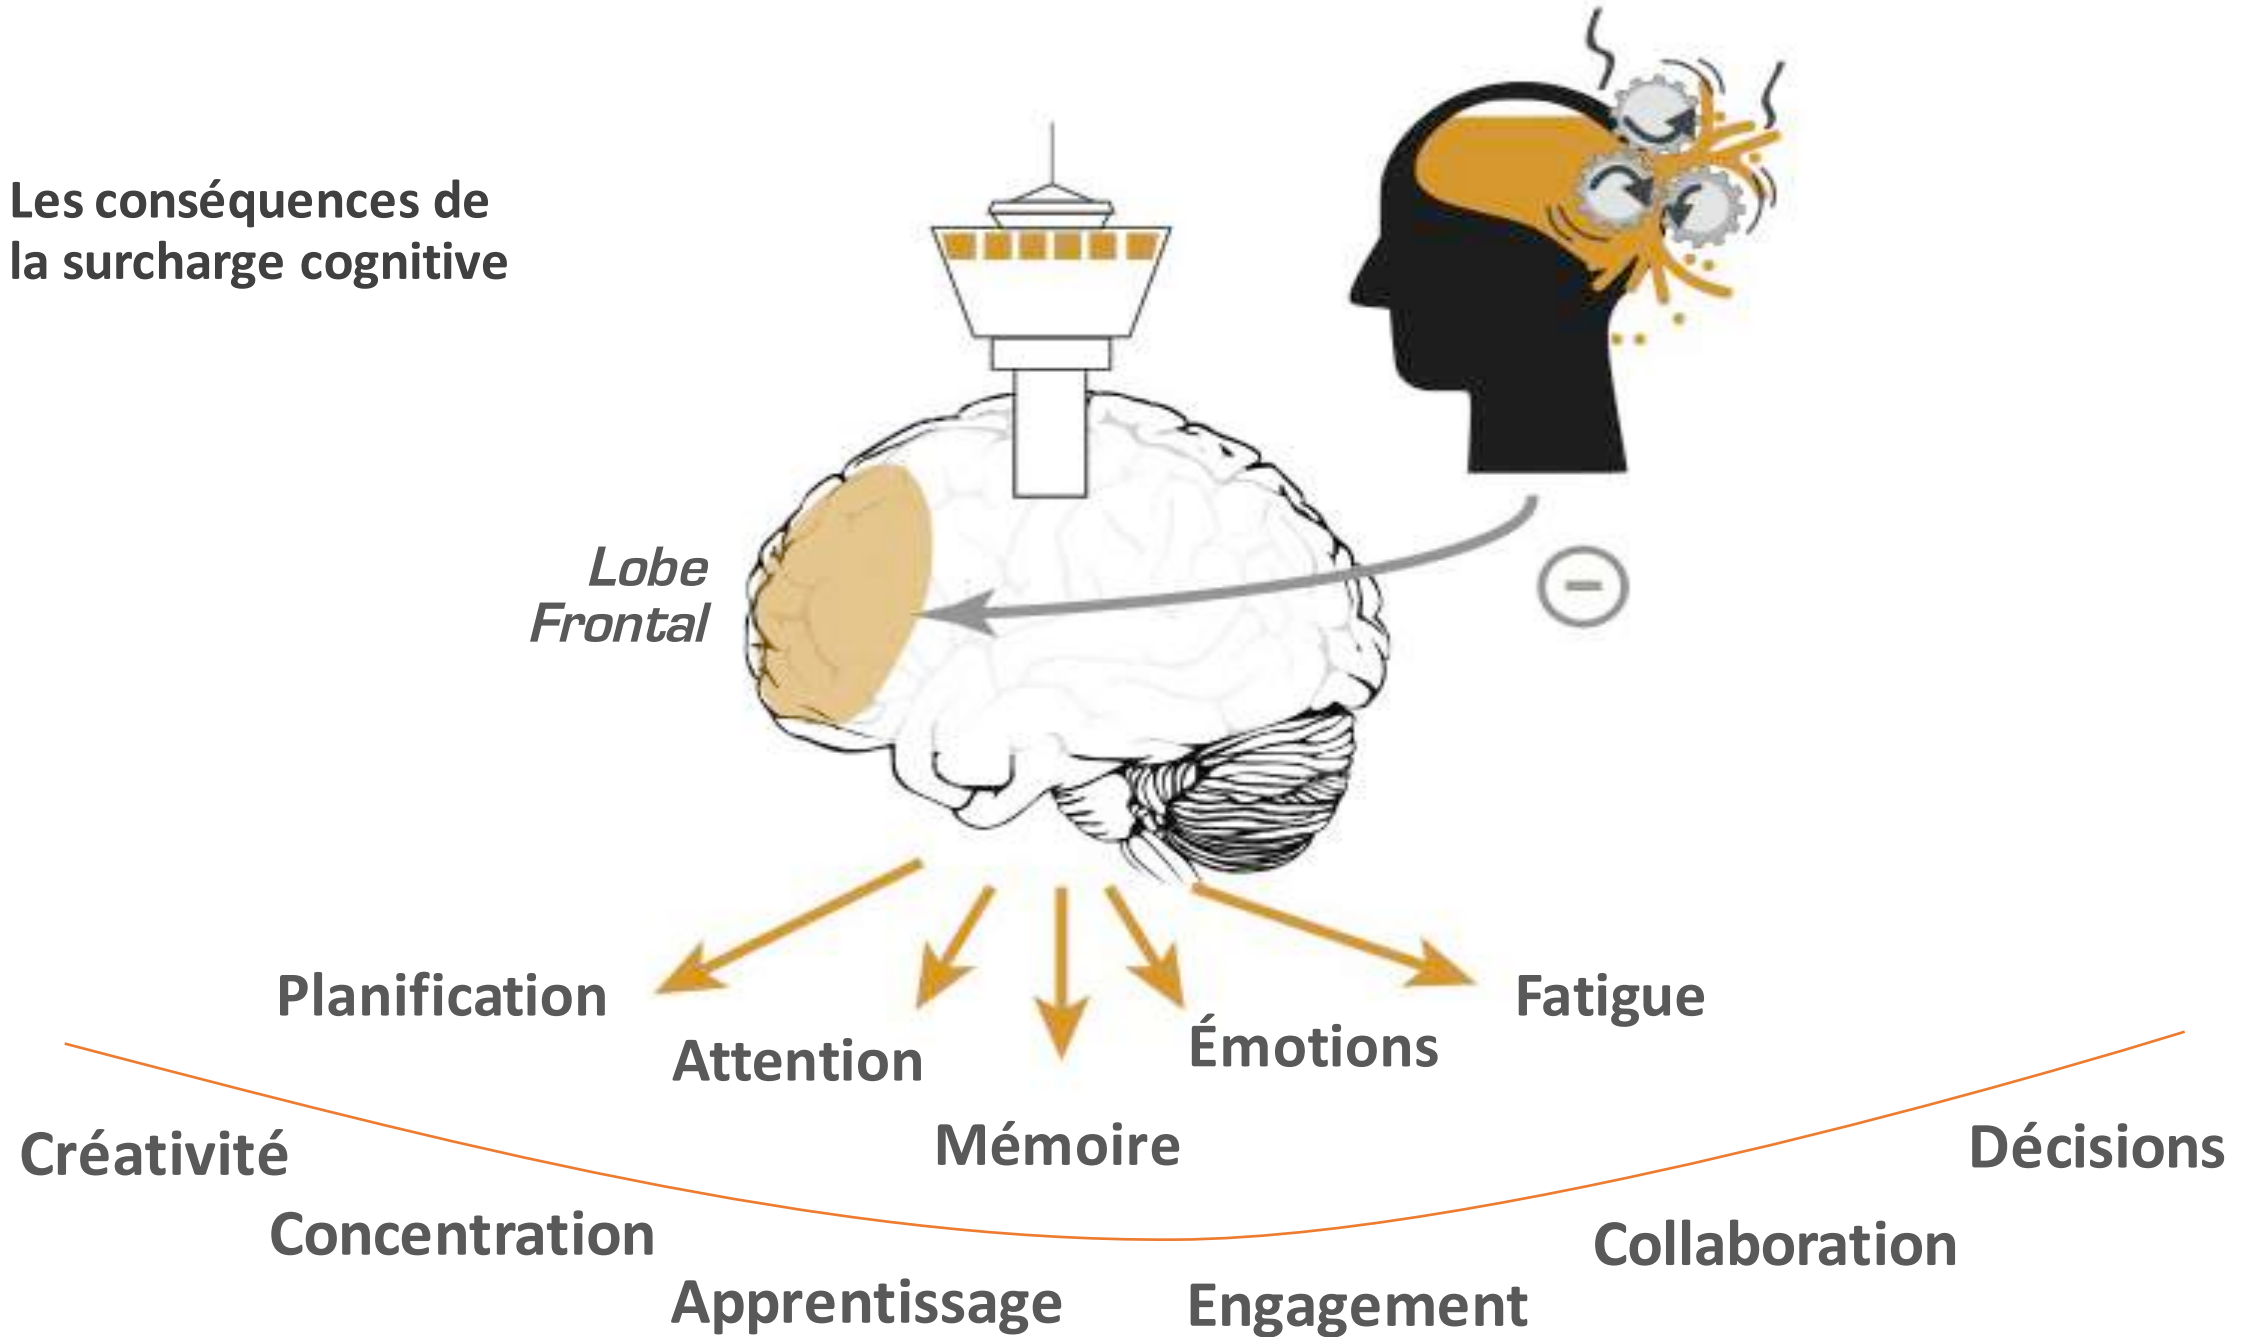 Les conséquences de
la surcharge cognitive
Lobe
Frontal
Planification
Attention
Mémoire
Émotions
Fatigue
Créativité
Concentration
Apprentissage
Engagement
Collaboration
Décisions